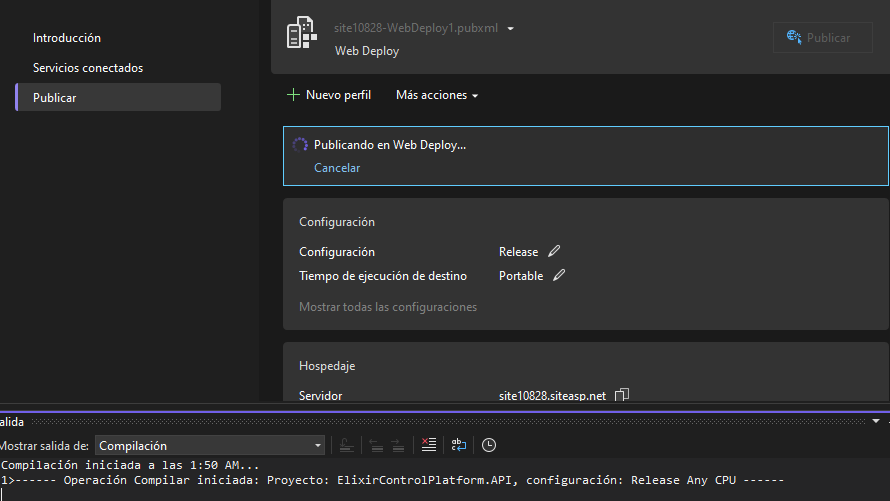 Introducción
Servicios conectados
Publicar
site10828-WebDeploy1.pubxml
Web Deploy
Publicar
Nuevo perfil
Más acciones
Publicando en Web Deploy...
Cancelar
Configuración
Configuración Release
Tiempo de ejecución de destino Portable
Mostrar todas las configuraciones
Hospedaje
Servidor site10828.siteasp.net
alida
Mostrar salida de: Compilación
Compilación iniciada a las 1:50 AM...
1>------ Operación Compilar iniciada: Proyecto: ElixirControlPlatform.API, configuración: Release Any CPU ------